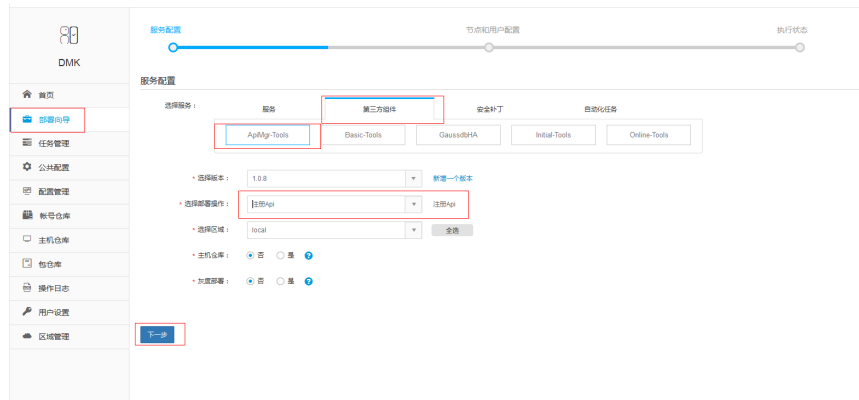 DMK
首页
部署向导
任务管理
公共配置
配置管理
帐号仓库
主机仓库
包仓库
操作日志
用户设置
区域管理
服务配置 节点和用户配置 执行状态
服务配置
选择服务： 服务 第三方组件 安全补丁 自动化任务
ApiMgr-Tools Basic-Tools GaussdbHA Initial-Tools Online-Tools
* 选择版本： 1.0.8 新增一个版本
* 选择部署操作： 注册Api 注册Api
* 选择区域： local 全选
* 主机仓库： 否 是 ?
* 灰度部署： 否 是 ?
下一步